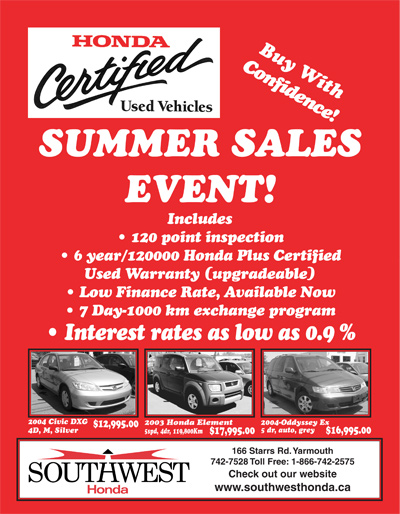 HONDA
Certified
Used Vehicles
Buy With
Confidence!
SUMMER SALES
EVENT!
Includes
• 120 point inspection
• 6 year/120000 Honda Plus Certified
Used Warranty (upgradeable)
• Low Finance Rate, Available Now
• 7 Day-1000 km exchange program
• Interest rates as low as 0.9 %
2004 Civic DXG
4D, M, Silver
$12,995.00
2003 Honda Element
5spd, 4dr, 119,800Km
$17,995.00
2004-Oddyssey Ex
5 dr, auto, grey
$16,995.00
SOUTHWEST
Honda
166 Starrs Rd. Yarmouth
742-7528 Toll Free: 1-866-742-2575
Check out our website
www.southwesthonda.ca